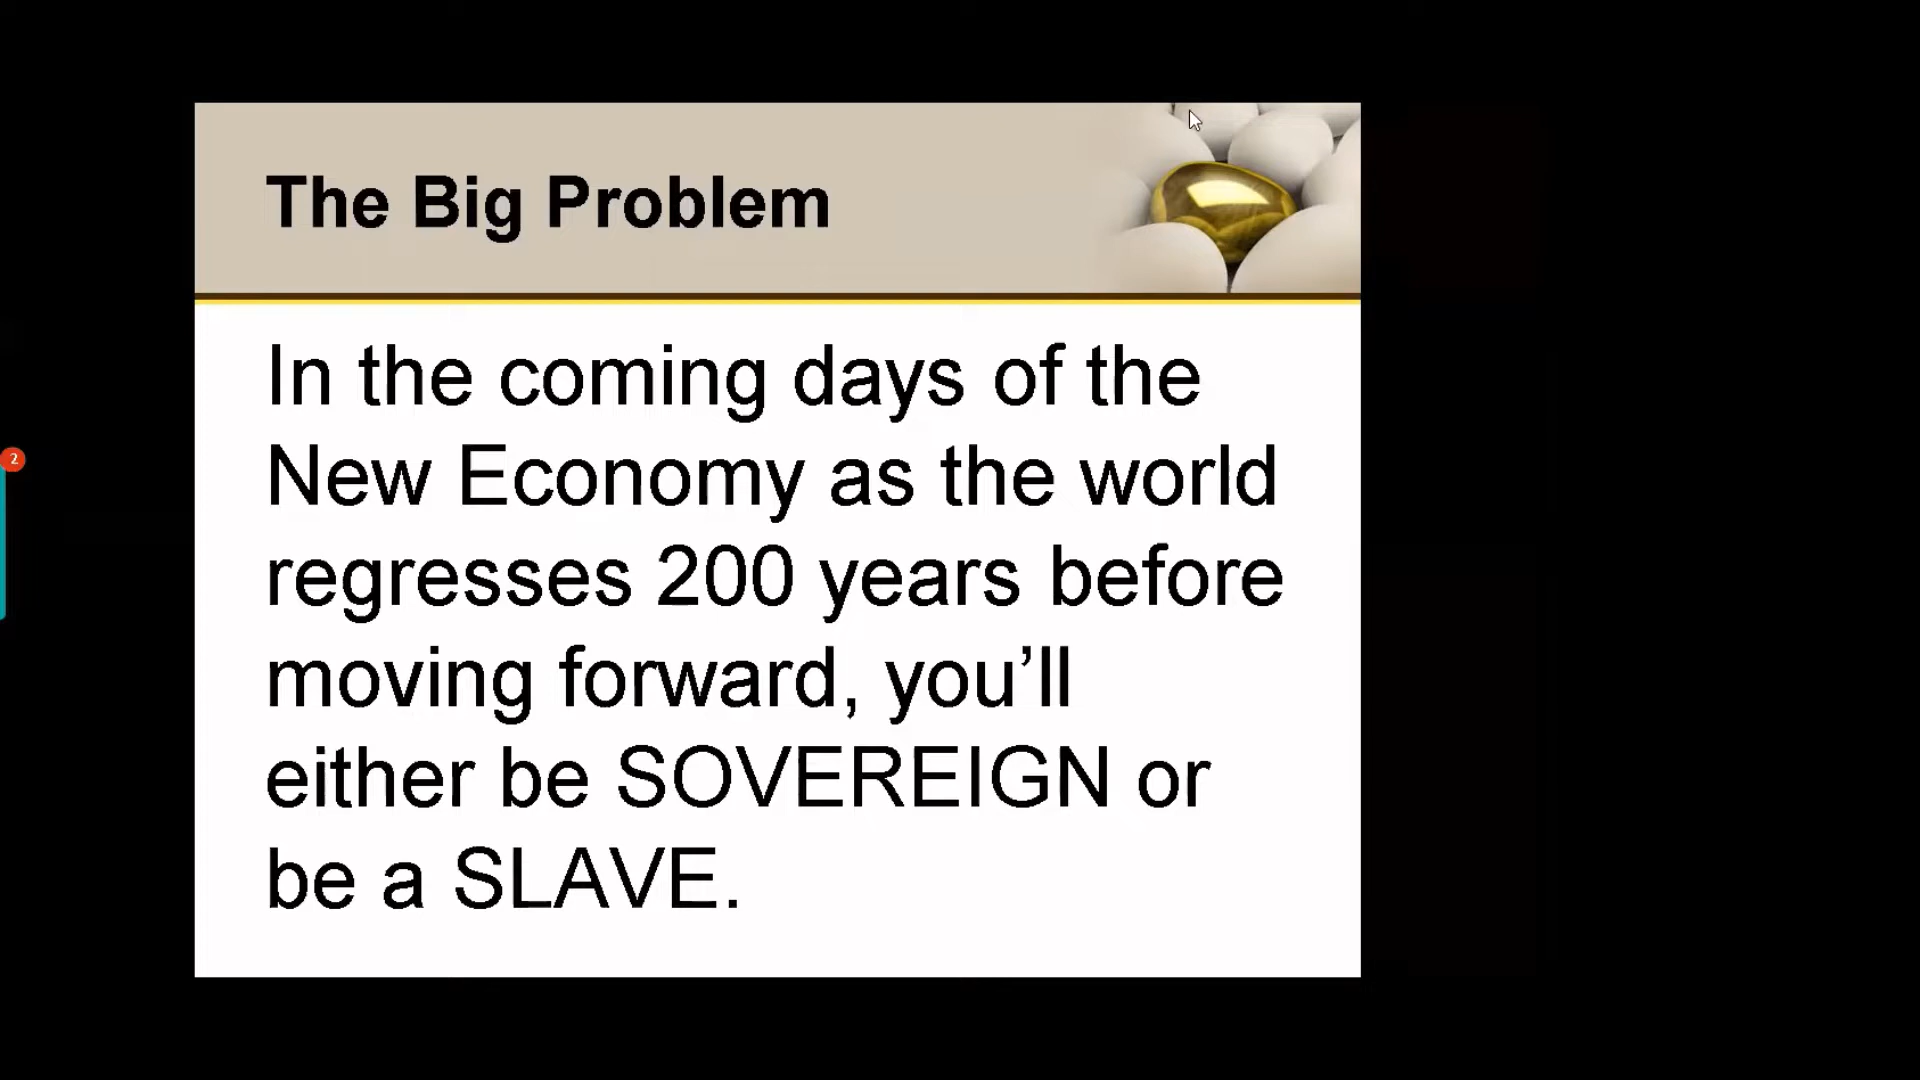 The Big Problem
In the coming days of the
New Economy as the world
regresses 200 years before
moving forward, you’ll
either be SOVEREIGN or
be a SLAVE.
2